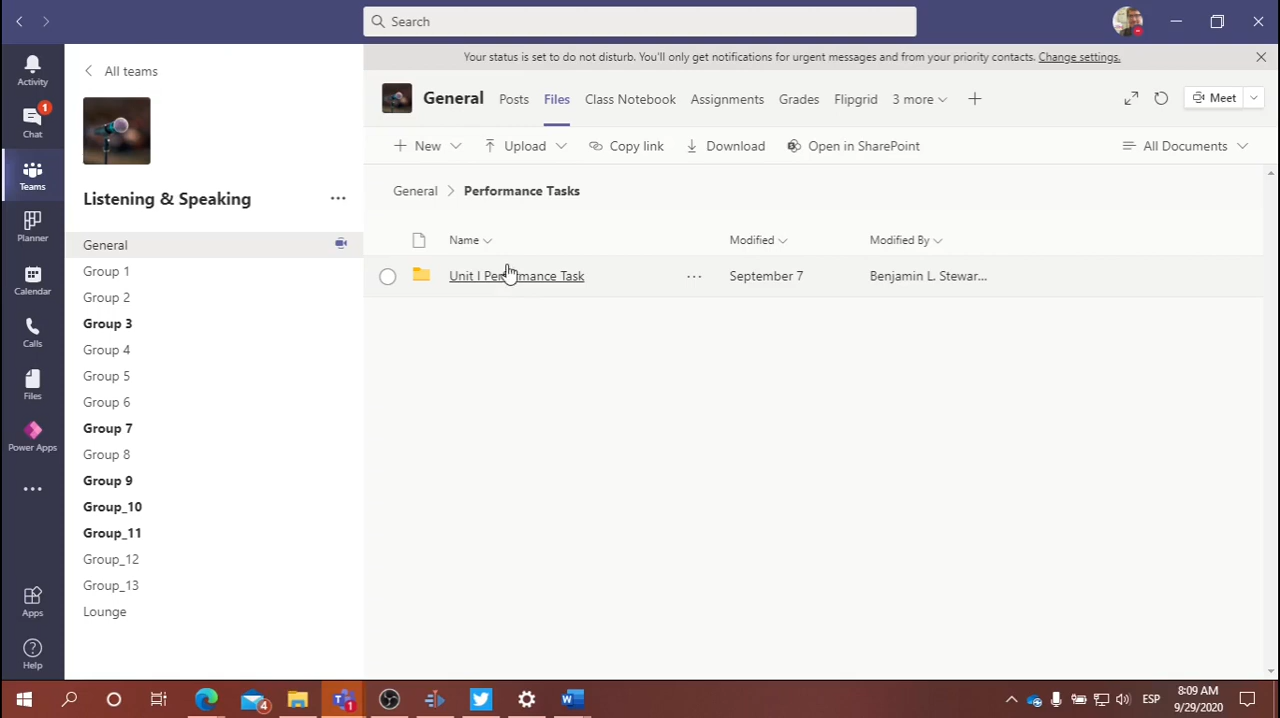 Search
Activity
Chat
1
Teams
Planner
Calendar
Calls
Files
Power Apps
Apps
Help
All teams
Listening & Speaking
General
Group 1
Group 2
Group 3
Group 4
Group 5
Group 6
Group 7
Group 8
Group 9
Group_10
Group_11
Group_12
Group_13
Lounge
Your status is set to do not disturb. You'll only get notifications for urgent messages and from your priority contacts. Change settings.
General Posts Files Class Notebook Assignments Grades Flipgrid 3 more Meet
New Upload Copy link Download Open in SharePoint All Documents
General > Performance Tasks
Name Modified Modified By
Unit I Performance Task ... September 7 Benjamin L. Stewar...
4
1
ESP
8:09 AM
9/29/2020